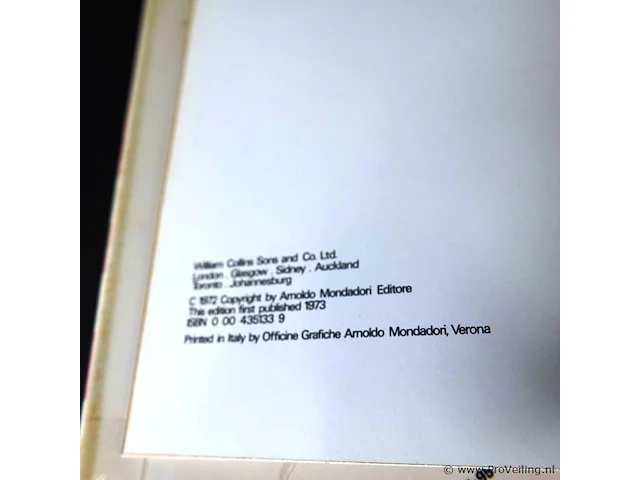 William Collins Sons and Co. Ltd.
London . Glasgow . Sidney . Auckland
Toronto . Johannesburg
C 1972 Copyright by Arnoldo Mondadori Editore
This edition first published 1973
ISBN 0 00 435133 9
Printed in Italy by Officine Grafiche Arnoldo Mondadori, Verona
© www.ProVeiling.nl